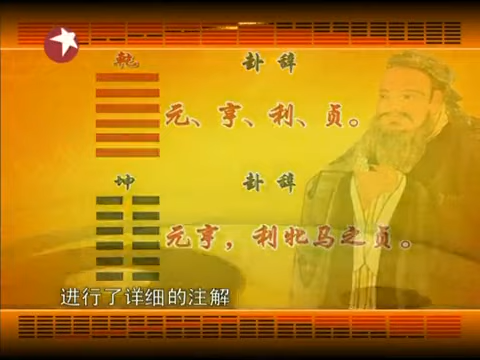 乾 卦辞
元、亨、利、贞。
坤 卦辞
元亨，利牝马之贞。
进行了详细的注解